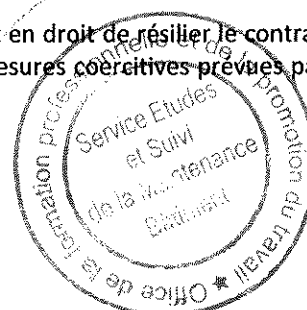 en droit de résilier le contra
esures coercitives prévues pa
Office de la formation professionnelle et de la promotion du travail ★
Service Etudes
et Suivi
de la Maintenance
Bâtiment